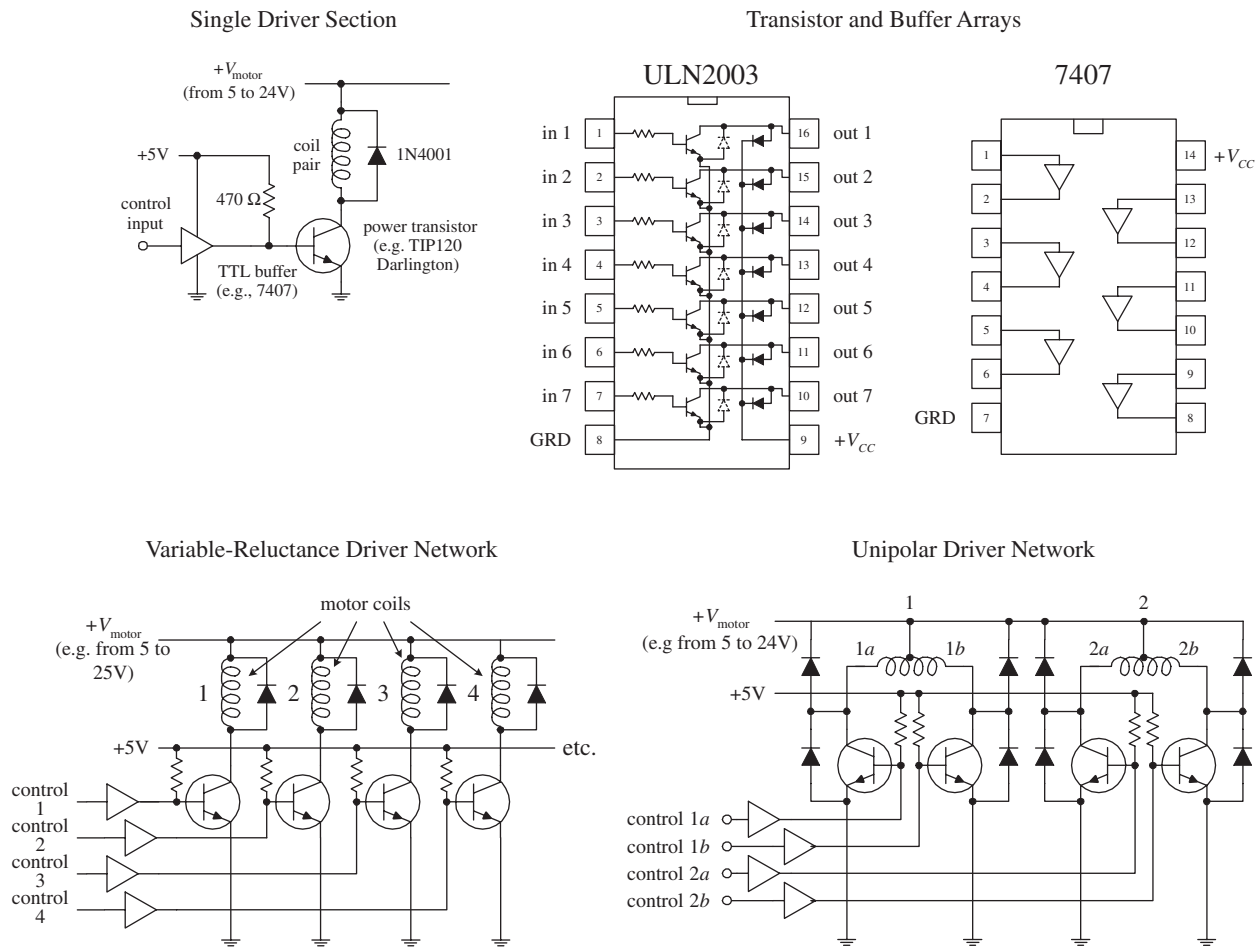 Single Driver Section
+V motor
(from 5 to 24V)
coil
pair
1N4001
+5V
470 Ω
control
input
power transistor
(e.g. TIP120
Darlington)
TTL buffer
(e.g., 7407)
Transistor and Buffer Arrays
ULN2003
in 1 1 16 out 1
in 2 2 15 out 2
in 3 3 14 out 3
in 4 4 13 out 4
in 5 5 12 out 5
in 6 6 11 out 6
in 7 7 10 out 7
GRD 8 9 +VCC
7407
1 14 +VCC
2 13
3 12
4 11
5 10
6 9
GRD 7 8
Variable-Reluctance Driver Network
motor coils
+V motor
(e.g. from 5 to
25V)
1 2 3 4
+5V
etc.
control
1
control
2
control
3
control
4
Unipolar Driver Network
1 2
+V motor
(e.g from 5 to 24V)
1a 1b 2a 2b
+5V
control 1a
control 1b
control 2a
control 2b